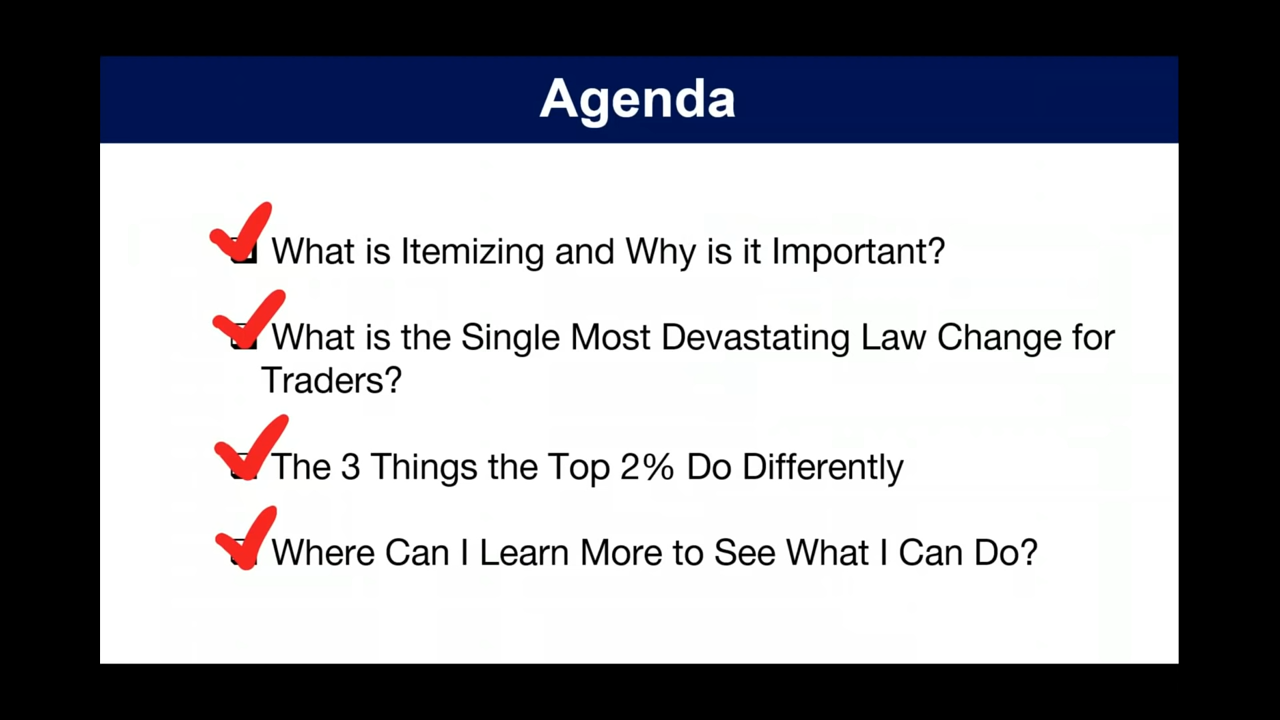 Agenda
What is Itemizing and Why is it Important?
What is the Single Most Devastating Law Change for
Traders?
The 3 Things the Top 2% Do Differently
Where Can I Learn More to See What I Can Do?